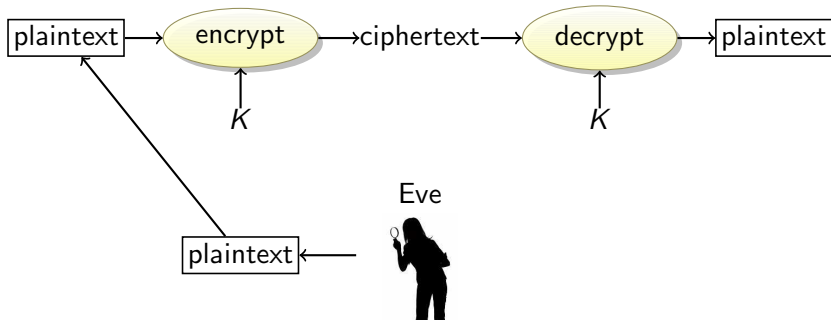 plaintext encrypt ciphertext decrypt plaintext
K K
Eve
plaintext